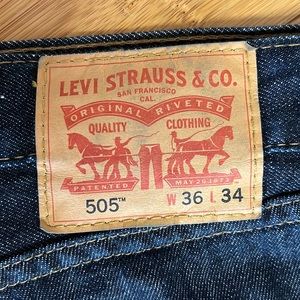 LEVI STRAUSS & CO.
SAN FRANCISCO
CAL.
ORIGINAL RIVETED
QUALITY CLOTHING
PATENTED MAY 20 1873
505™ W 36 L 34